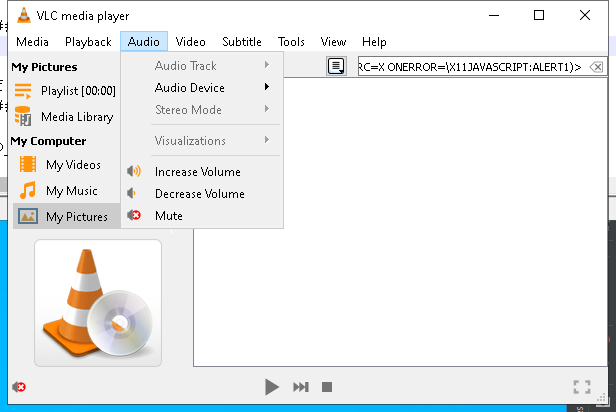 VLC media player
Media Playback Audio Video Subtitle Tools View Help
My Pictures
Playlist [00:00]
Media Library
My Computer
My Videos
My Music
My Pictures
Audio Track
Audio Device
Stereo Mode
Visualizations
Increase Volume
Decrease Volume
Mute
RC=X ONERROR=\X11JAVASCRIPT:ALERT1)>